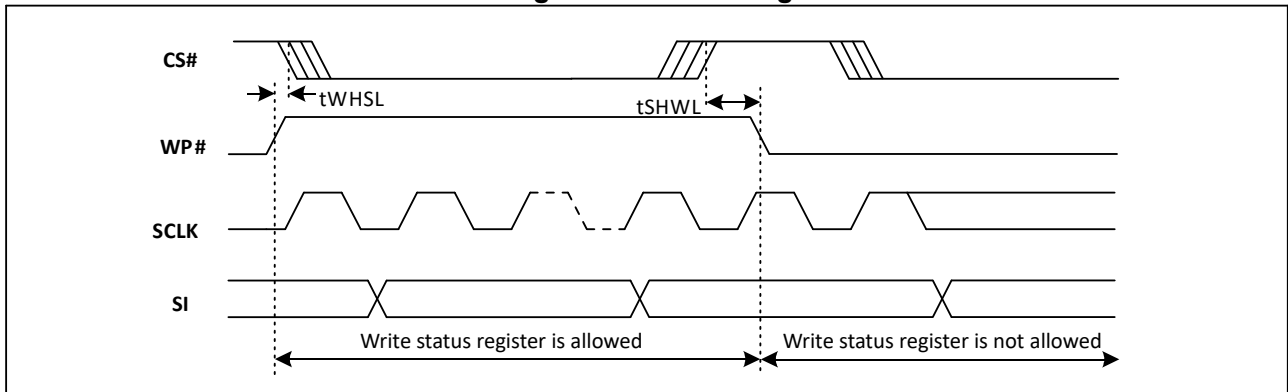 CS#
tWHSL
tSHWL
WP#
SCLK
SI
Write status register is allowed
Write status register is not allowed